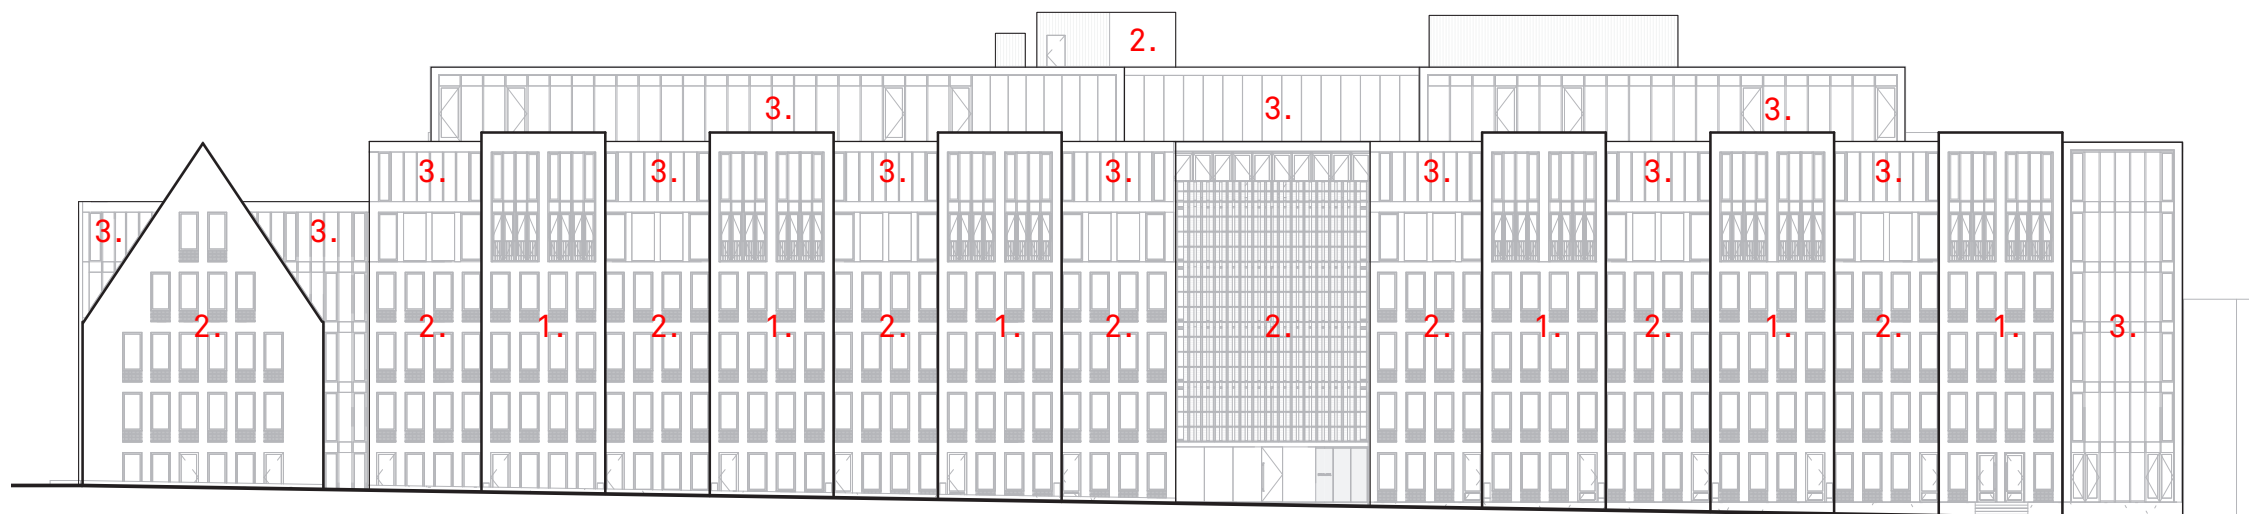 2.
3. 3. 3.
3. 3. 3. 3. 3. 3. 3.
3. 3.
2. 2. 1. 2. 1. 2. 1. 2. 2. 2. 1. 2. 1. 2. 1. 3.